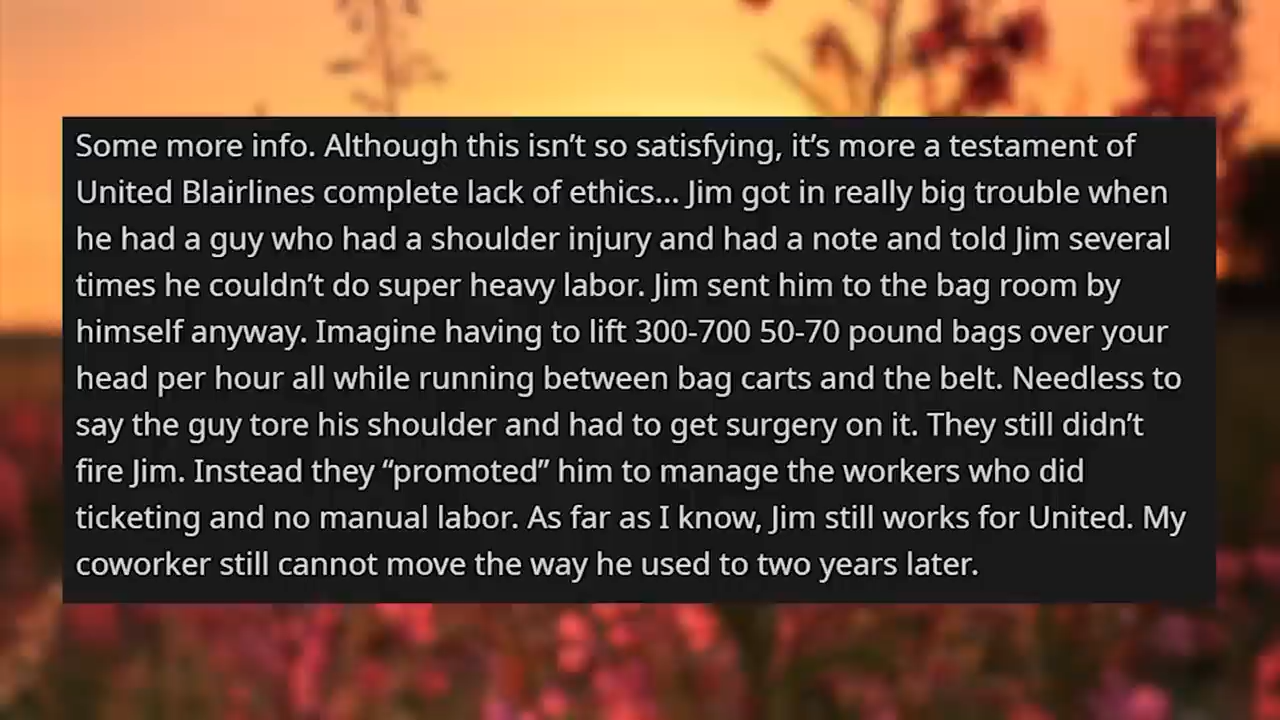 Some more info. Although this isn’t so satisfying, it’s more a testament of
United Blairlines complete lack of ethics... Jim got in really big trouble when
he had a guy who had a shoulder injury and had a note and told Jim several
times he couldn’t do super heavy labor. Jim sent him to the bag room by
himself anyway. Imagine having to lift 300-700 50-70 pound bags over your
head per hour all while running between bag carts and the belt. Needless to
say the guy tore his shoulder and had to get surgery on it. They still didn’t
fire Jim. Instead they “promoted” him to manage the workers who did
ticketing and no manual labor. As far as I know, Jim still works for United. My
coworker still cannot move the way he used to two years later.